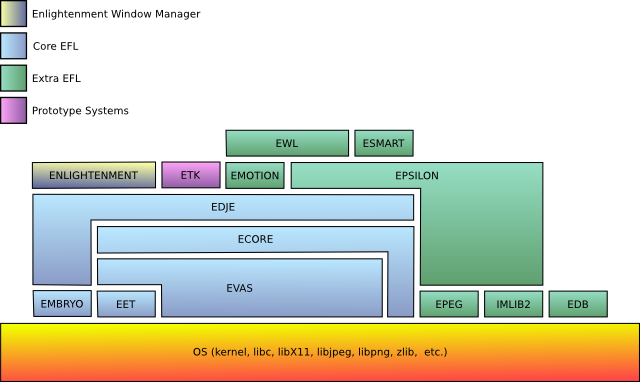 Enlightenment Window Manager
Core EFL
Extra EFL
Prototype Systems
EWL
ESMART
ENLIGHTENMENT
ETK
EMOTION
EPSILON
EDJE
ECORE
EVAS
EMBRYO
EET
EPEG
IMLIB2
EDB
OS (kernel, libc, libX11, libjpeg, libpng, zlib, etc.)